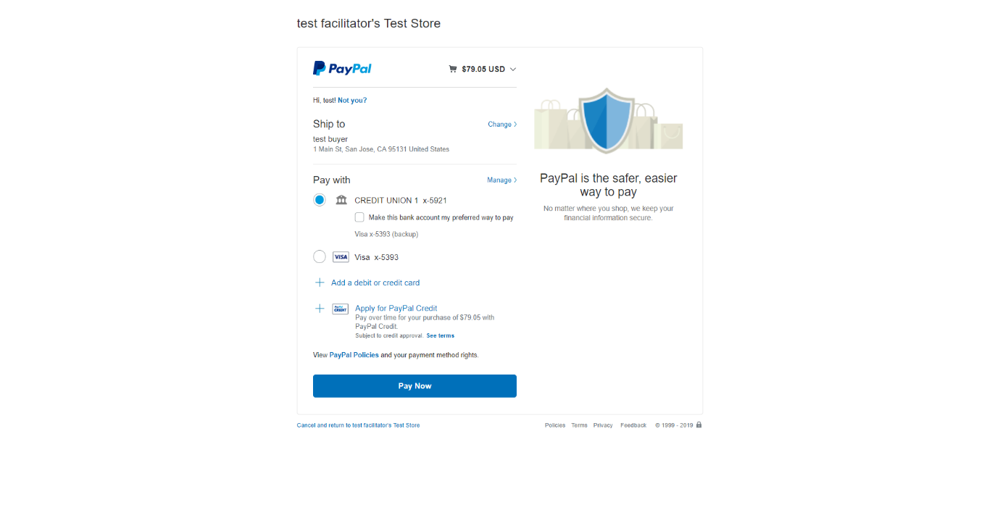 test facilitator's Test Store
PayPal
$79.05 USD
Hi, test! Not you?
Ship to
Change
test buyer
1 Main St, San Jose, CA 95131 United States
Pay with
Manage
CREDIT UNION 1 x-5921
Make this bank account my preferred way to pay
Visa x-5393 (backup)
VISA Visa x-5393
Add a debit or credit card
PayPal CREDIT
Apply for PayPal Credit
Pay over time for your purchase of $79.05 with
PayPal Credit.
Subject to credit approval. See terms
View PayPal Policies and your payment method rights.
Pay Now
PayPal is the safer, easier
way to pay
No matter where you shop, we keep your
financial information secure.
Cancel and return to test facilitator's Test Store
Policies Terms Privacy Feedback © 1999 - 2019